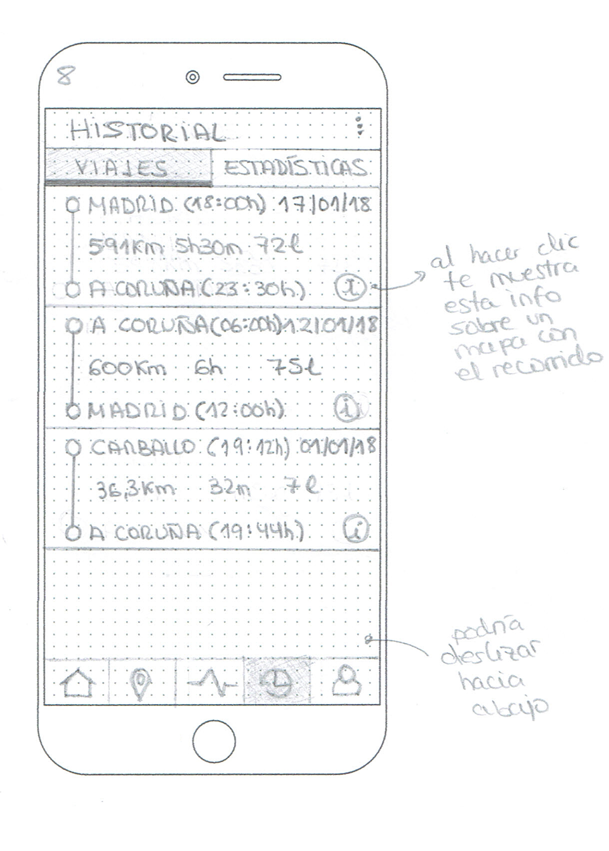 8
HISTORIAL
VIAJES ESTADÍSTICAS
MADRID (18:00h) 17/01/18
591Km 5h30m 72l
A CORUÑA (23:30h) i
A CORUÑA (06:00h) 12/01/18
600Km 6h 75l
MADRID (12:00h) i
CARBALLO (19:12h) 01/01/18
36,3Km 32m 7l
A CORUÑA (19:44h) i
al hacer clic
te muestra
esta info
sobre un
mapa con
el recorrido
podría
deslizar
hacia
abajo